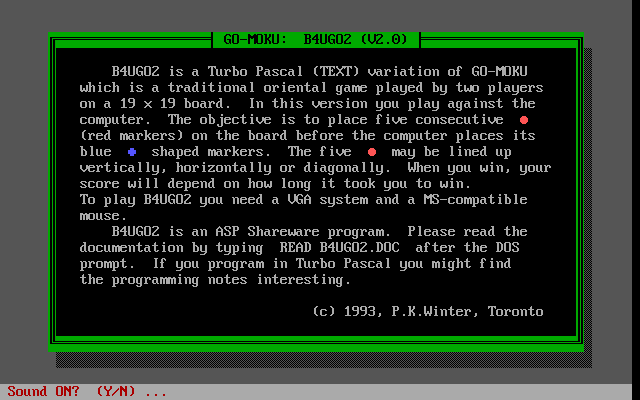 GO-MOKU:  B4UGO2 (V2.0)
B4UGO2 is a Turbo Pascal (TEXT) variation of GO-MOKU
which is a traditional oriental game played by two players
on a 19 x 19 board.  In this version you play against the
computer.  The objective is to place five consecutive
(red markers) on the board before the computer places its
blue     shaped markers.  The five     may be lined up
vertically, horizontally or diagonally.  When you win, your
score will depend on how long it took you to win.
To play B4UGO2 you need a VGA system and a MS-compatible
mouse.
B4UGO2 is an ASP Shareware program.  Please read the
documentation by typing  READ B4UGO2.DOC  after the DOS
prompt.  If you program in Turbo Pascal you might find
the programming notes interesting.
(c) 1993, P.K.Winter, Toronto
Sound ON?  (Y/N) ...